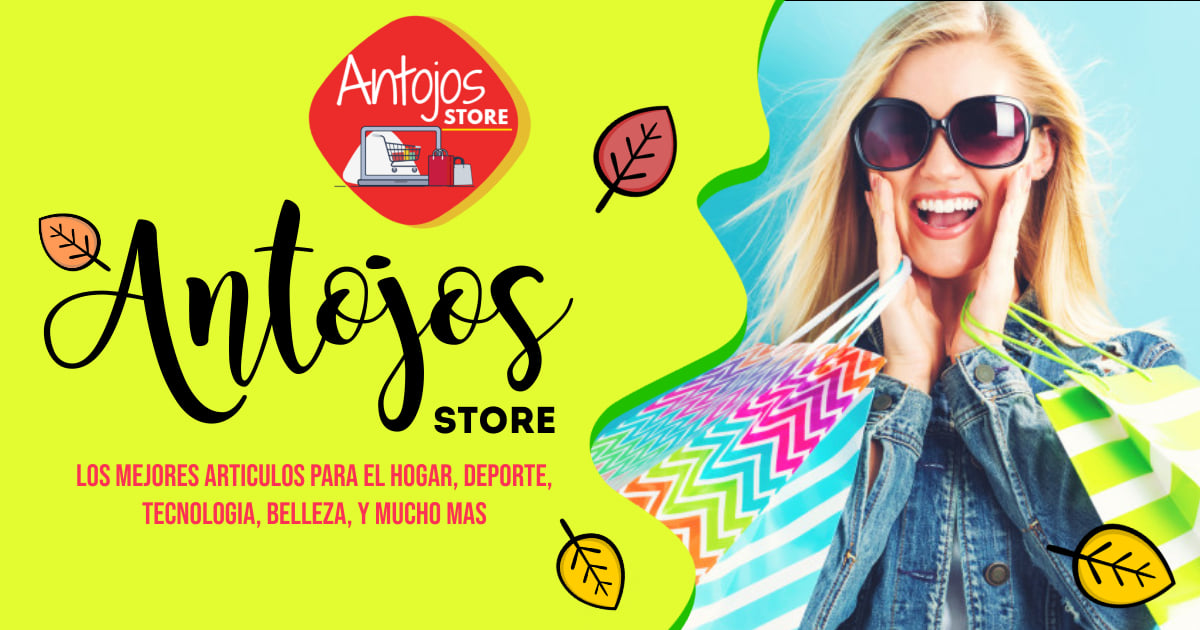 Antojos
STORE
Antojos
STORE
LOS MEJORES ARTICULOS PARA EL HOGAR, DEPORTE,
TECNOLOGIA, BELLEZA, Y MUCHO MAS